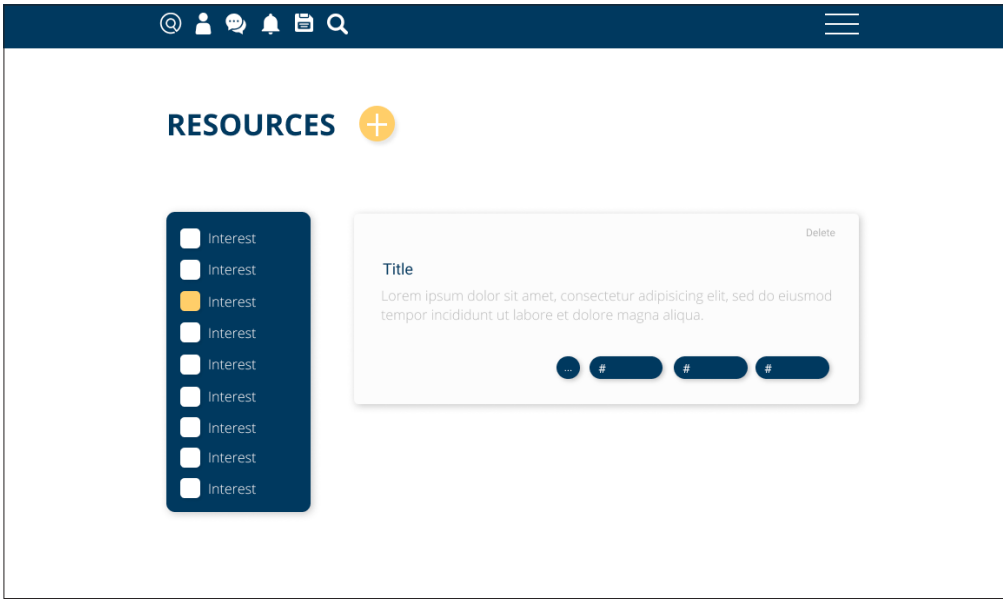 RESOURCES
Interest
Interest
Interest
Interest
Interest
Interest
Interest
Interest
Interest
Delete
Title
Lorem ipsum dolor sit amet, consectetur adipisicing elit, sed do eiusmod
tempor incididunt ut labore et dolore magna aliqua.
... # # #